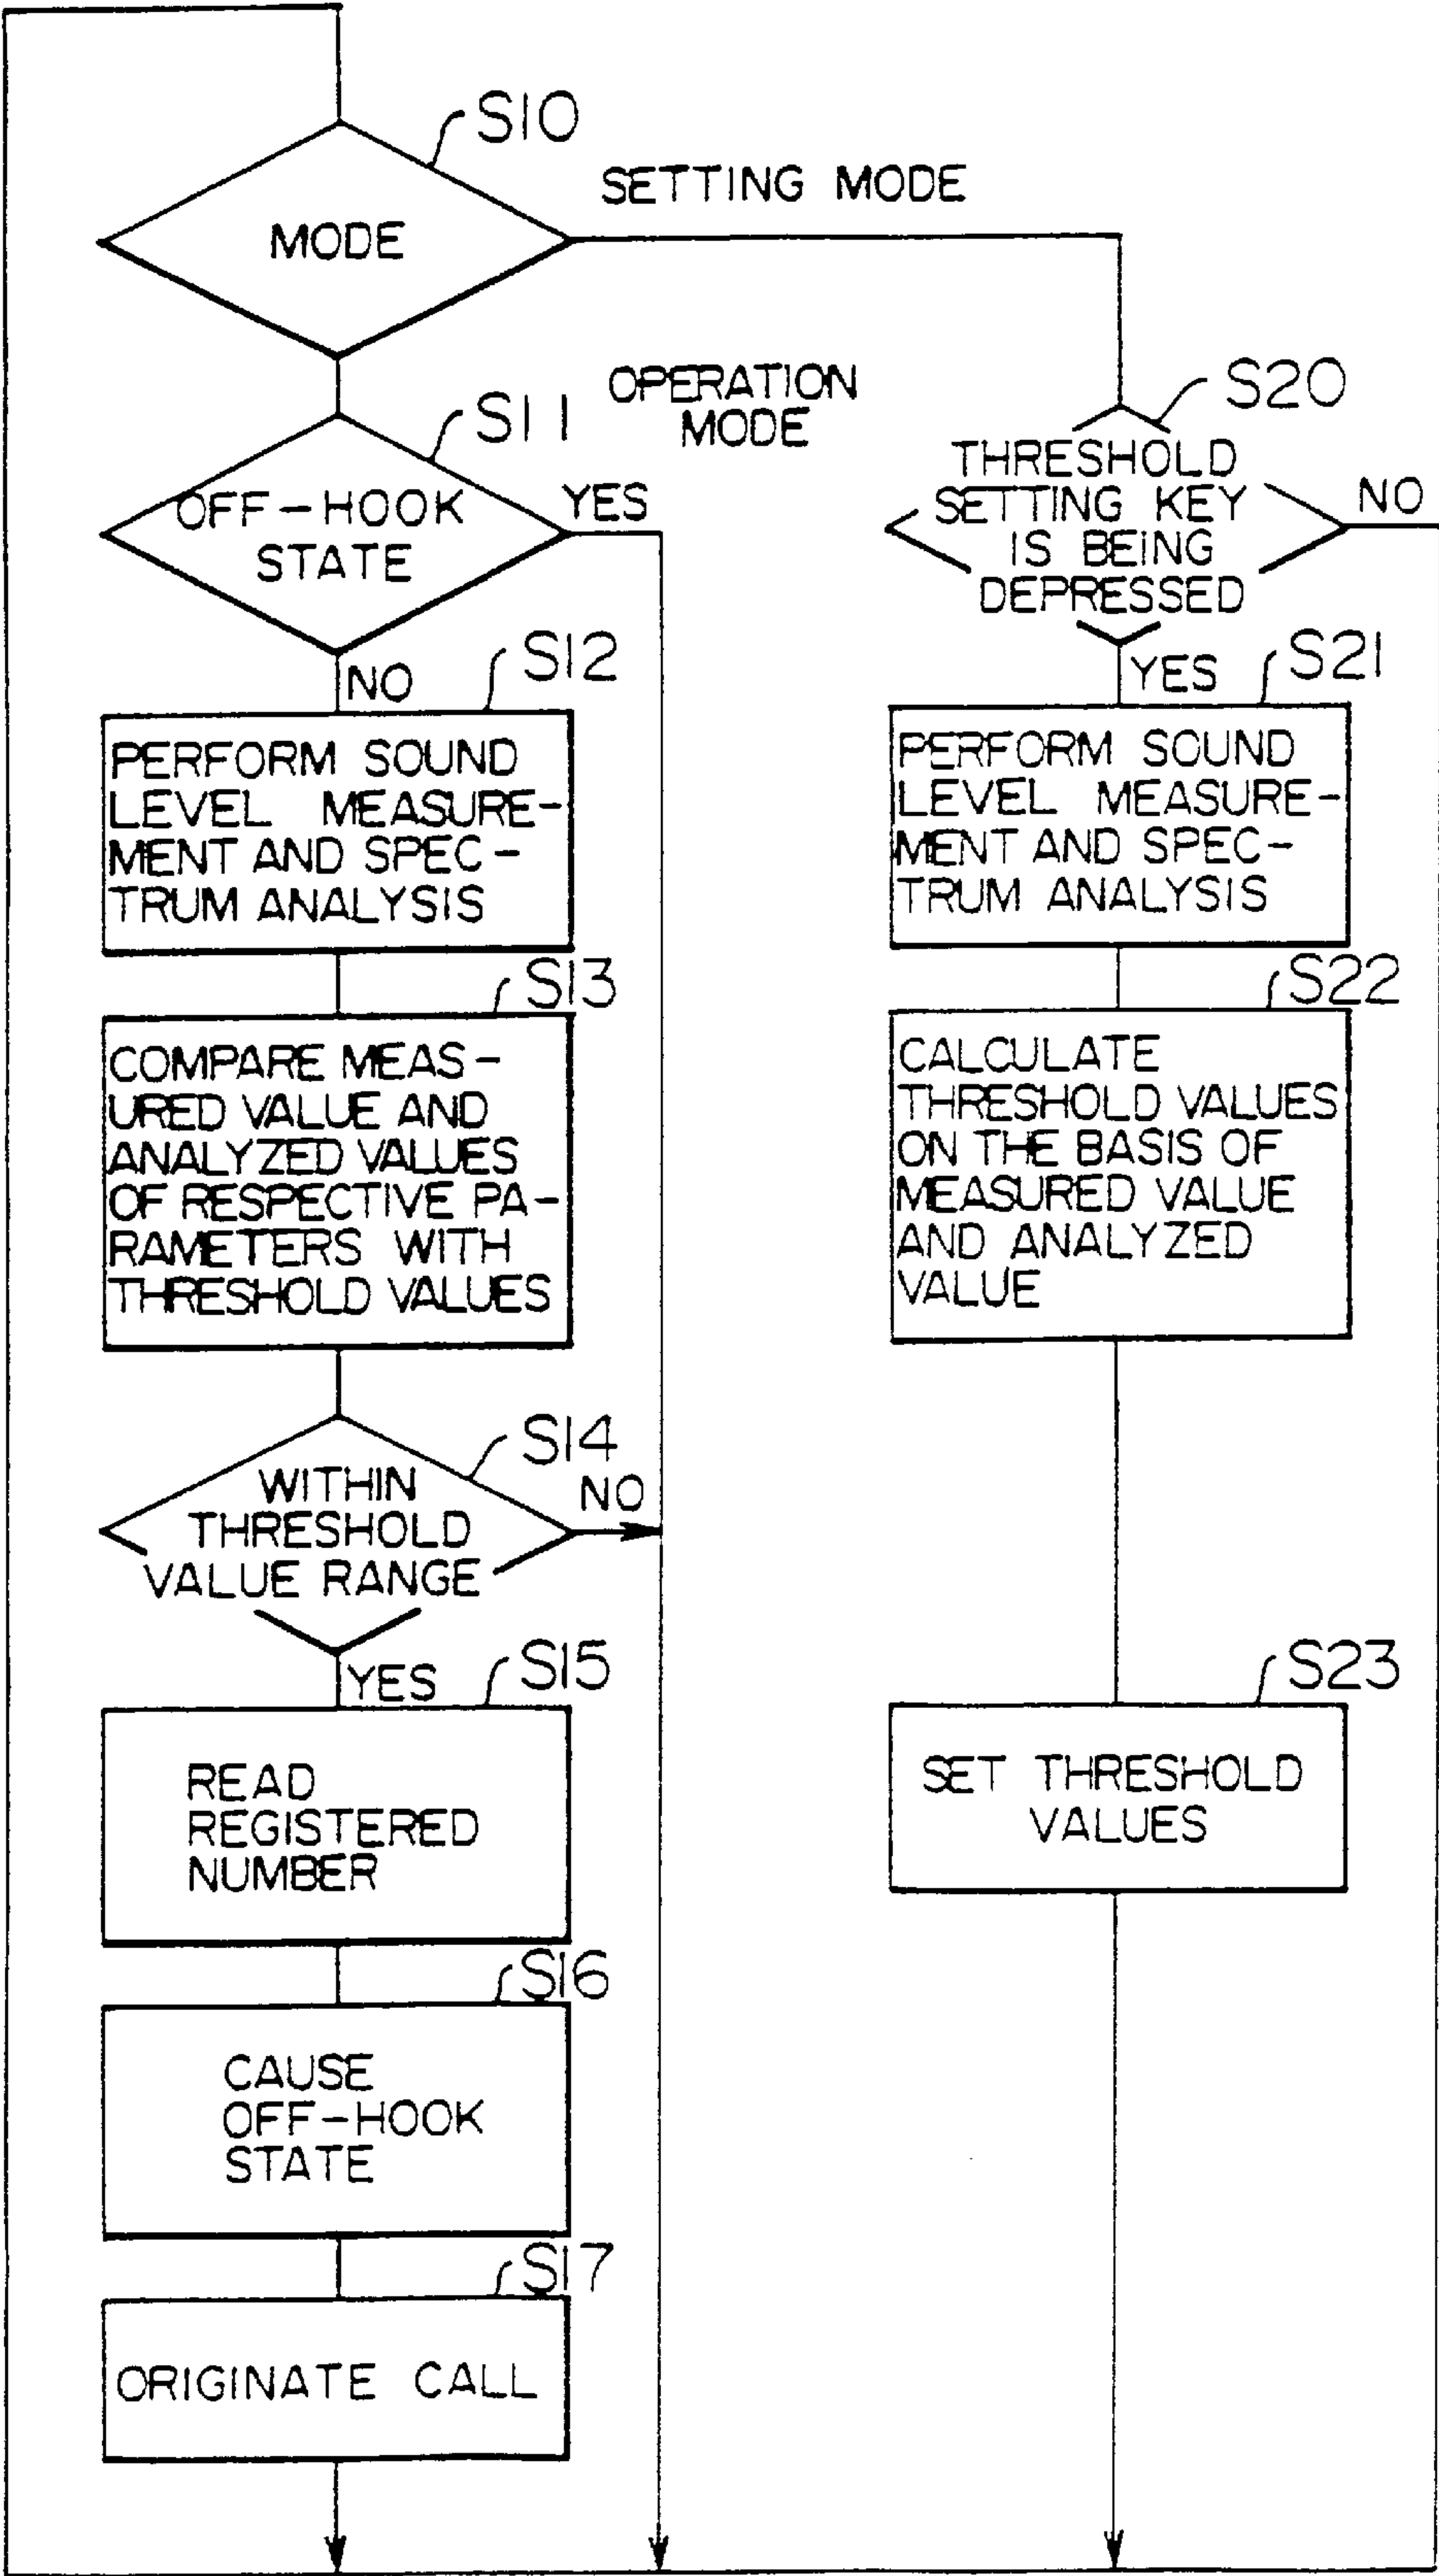 S10
SETTING MODE
MODE
OPERATION
MODE
S11
OFF-HOOK
STATE
YES
NO
S12
PERFORM SOUND
LEVEL MEASURE-
MENT AND SPEC-
TRUM ANALYSIS
S13
COMPARE MEAS-
URED VALUE AND
ANALYZED VALUES
OF RESPECTIVE PA-
RAMETERS WITH
THRESHOLD VALUES
S14
WITHIN
THRESHOLD
VALUE RANGE
NO
YES
S15
READ
REGISTERED
NUMBER
S16
CAUSE
OFF-HOOK
STATE
S17
ORIGINATE CALL
S20
THRESHOLD
SETTING KEY
IS BEING
DEPRESSED
NO
YES
S21
PERFORM SOUND
LEVEL MEASURE-
MENT AND SPEC-
TRUM ANALYSIS
S22
CALCULATE
THRESHOLD VALUES
ON THE BASIS OF
MEASURED VALUE
AND ANALYZED
VALUE
S23
SET THRESHOLD
VALUES